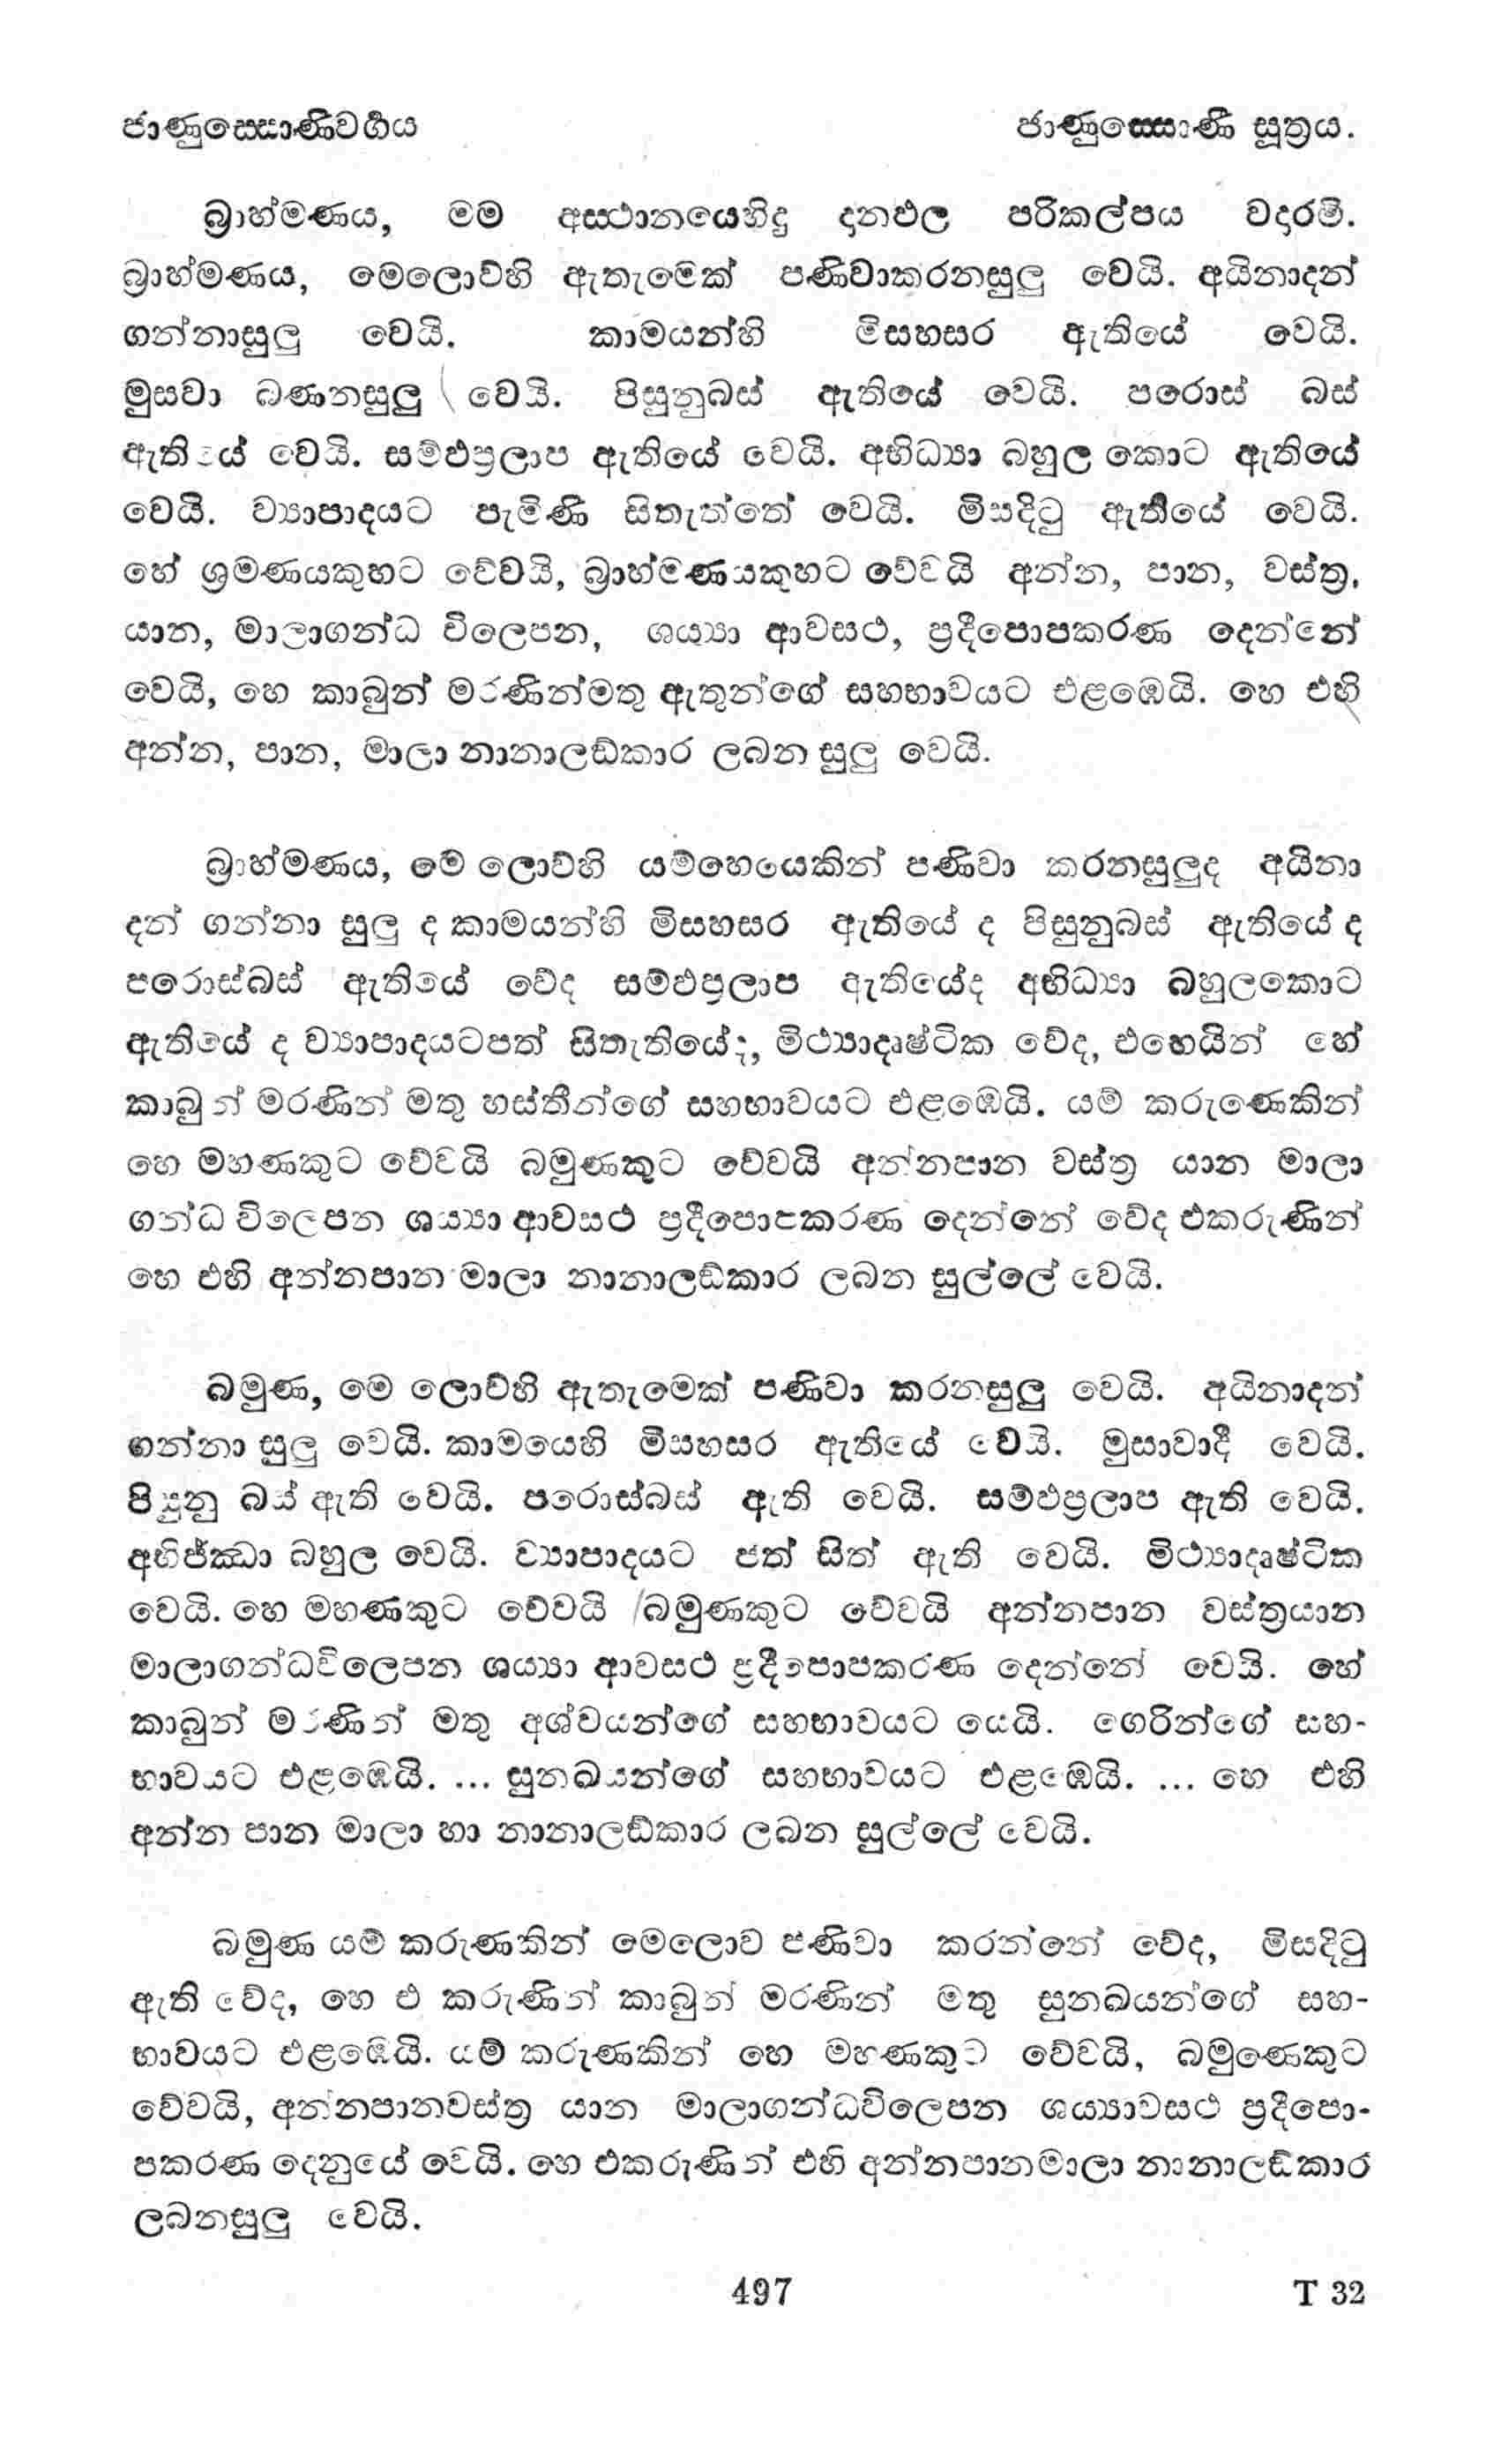 ජාණුස්සොණිවර්ගය ජාණුස්සොණී සූත්‍රය.
බ්‍රාහ්මණය, මම අස්ථානයෙහිදු දානඵල පරිකල්පය වදාරමි.
බ්‍රාහ්මණය, මෙලොව්හි ඇතැමෙක් පණිවාකරනසුලු වෙයි. අයිනාදන්
ගන්නාසුලු වෙයි. කාමයන්හි මිසහසර ඇතියේ වෙයි.
මුසවා බණනසුලු වෙයි. පිසුනුබස් ඇතියේ වෙයි. පරොස් බස්
ඇතියේ වෙයි. සම්ඵප්‍රලාප ඇතියේ වෙයි. අභිධ්‍යා බහුල කොට ඇතියේ
වෙයි. ව්‍යාපාදයට පැමිණි සිතැත්තේ වෙයි. මිසදිටු ඇතියේ වෙයි.
හේ ශ්‍රමණයකුහට වේවයි, බ්‍රාහ්මණයකුහට වේවයි අන්න, පාන, වස්ත්‍ර,
යාන, මාලාගන්ධ විලෙපන, ශය්‍යා ආවසථ, ප්‍රදීපොපකරණ දෙන්නේ
වෙයි, හෙ කාබුන් මරණින්මතු ඇතුන්ගේ සහභාවයට එළඹෙයි. හෙ එහි
අන්න, පාන, මාලා නානාලඞ්කාර ලබන සුලු වෙයි.
බ්‍රාහ්මණය, මේ ලොව්හි යම්හෙයෙකින් පණිවා කරනසුලුද අයිනා
දන් ගන්නා සුලු ද කාමයන්හි මිසහසර ඇතියේ ද පිසුනුබස් ඇතියේ ද
පරොස්බස් ඇතියේ වේද සම්ඵප්‍රලාප ඇතියේද අභිධ්‍යා බහුලකොට
ඇතියේ ද ව්‍යාපාදයටපත් සිතැතියේද, මිථ්‍යාදෘෂ්ටික වේද, එහෙයින් හේ
කාබුන් මරණින් මතු හස්තීන්ගේ සහභාවයට එළඹෙයි. යම් කරුණෙකින්
හෙ මහණකුට වේවයි බමුණකුට වේවයි අන්නපාන වස්ත්‍ර යාන මාලා
ගන්ධ විලෙපන ශය්‍යා ආවසථ ප්‍රදීපොපකරණ දෙන්නේ වේද එකරුණින්
හෙ එහි අන්නපාන මාලා නානාලඞ්කාර ලබන සුල්ලේ වෙයි.
බමුණ, මෙ ලොව්හි ඇතැමෙක් පණිවා කරනසුලු වෙයි. අයිනාදන්
ගන්නා සුලු වෙයි. කාමයෙහි මිසහසර ඇතියේ වෙයි. මුසාවාදී වෙයි.
පිසුනු බස් ඇති වෙයි. පරොස්බස් ඇති වෙයි. සම්ඵප්‍රලාප ඇති වෙයි.
අභිජ්ඣා බහුල වෙයි. ව්‍යාපාදයට පත් සිත් ඇති වෙයි. මිථ්‍යාදෘෂ්ටික
වෙයි. හෙ මහණකුට වේවයි බමුණකුට වේවයි අන්නපාන වස්ත්‍රයාන
මාලාගන්ධවිලෙපන ශය්‍යා ආවසථ ප්‍රදීපොපකරණ දෙන්නේ වෙයි. හේ
කාබුන් මරණින් මතු අශ්වයන්ගේ සහභාවයට යෙයි. ගෙරින්ගේ සහ-
භාවයට එළඹෙයි. ... සුනඛයන්ගේ සහභාවයට එළඹෙයි. ... හෙ එහි
අන්න පාන මාලා හා නානාලඞ්කාර ලබන සුල්ලේ වෙයි.
බමුණ යම් කරුණකින් මෙලොව පණිවා කරන්නේ වේද, මිසදිටු
ඇති වේද, හෙ එ කරුණින් කාබුන් මරණින් මතු සුනඛයන්ගේ සහ-
භාවයට එළඹෙයි. යම් කරුණකින් හෙ මහණකුට වේවයි, බමුණෙකුට
වේවයි, අන්නපානවස්ත්‍ර යාන මාලාගන්ධවිලෙපන ශය්‍යාවසථ ප්‍රදීපො-
පකරණ දෙනුයේ වෙයි. හෙ එකරුණින් එහි අන්නපානමාලා නානාලඞ්කාර
ලබනසුලු වෙයි.
497 T 32